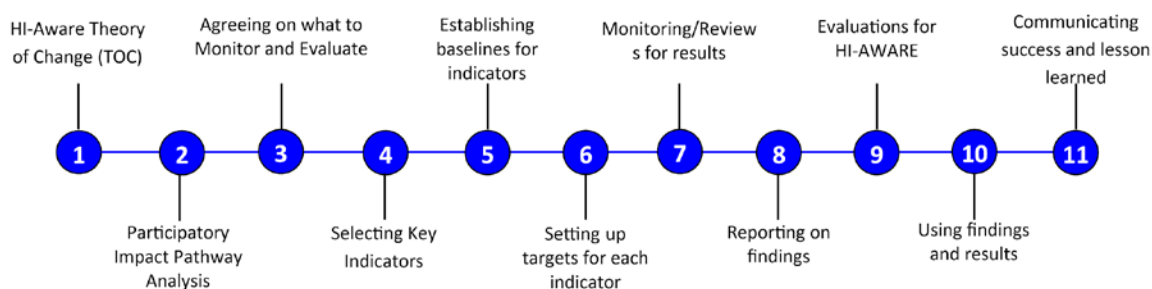 HI-Aware Theory
of Change (TOC)
Agreeing on what to
Monitor and Evaluate
Establishing
baselines for
indicators
Monitoring/Review
s for results
Evaluations for
HI-AWARE
Communicating
success and lesson
learned
1
2
3
4
5
6
7
8
9
10
11
Participatory
Impact Pathway
Analysis
Selecting Key
Indicators
Setting up
targets for each
indicator
Reporting on
findings
Using findings
and results